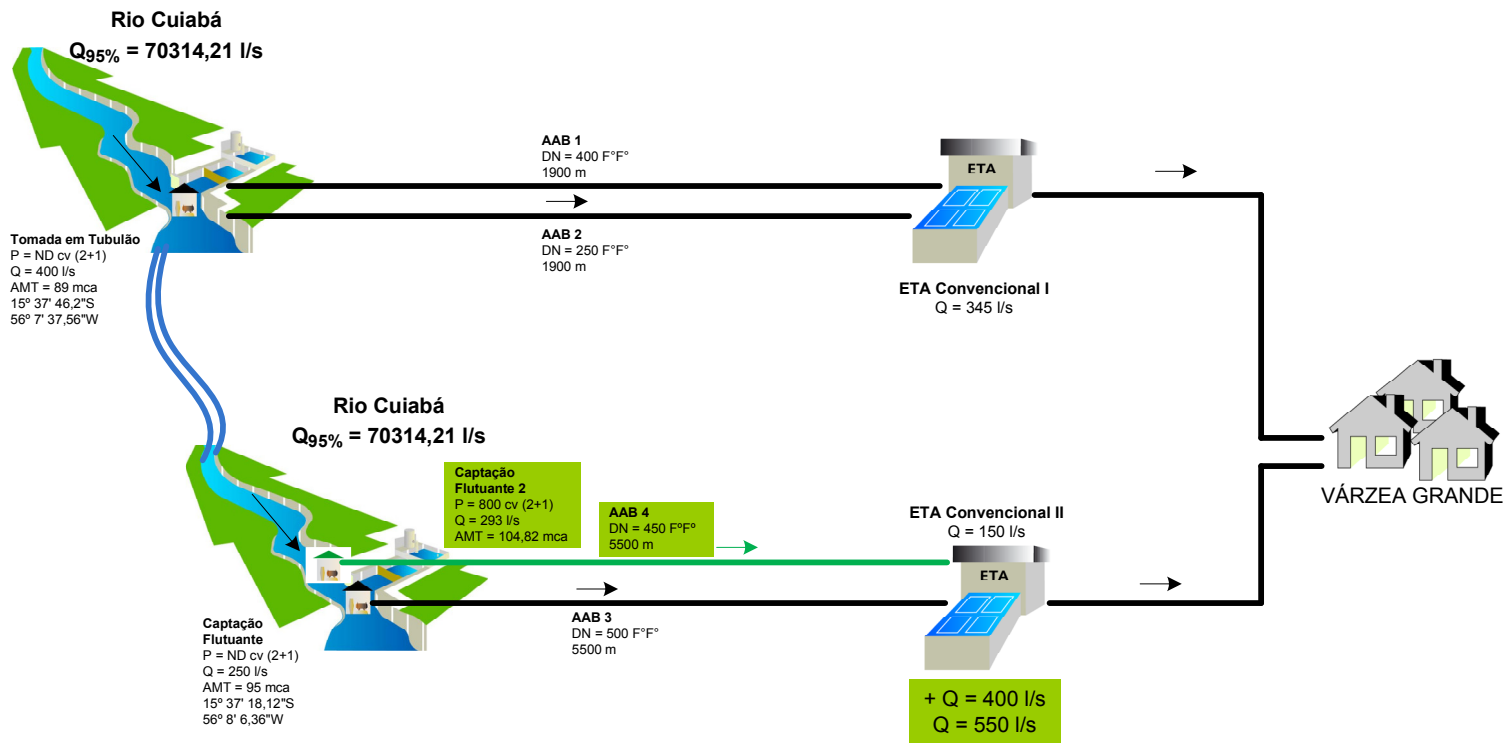 Rio Cuiabá
Q95% = 70314,21 l/s
AAB 1
DN = 400 F°F°
1900 m
ETA
AAB 2
DN = 250 F°F°
1900 m
Tomada em Tubulão
P = ND cv (2+1)
Q = 400 l/s
AMT = 89 mca
15º 37' 46,2"S
56º 7' 37,56"W
ETA Convencional I
Q = 345 l/s
Rio Cuiabá
Q95% = 70314,21 l/s
Captação
Flutuante 2
P = 800 cv (2+1)
Q = 293 l/s
AMT = 104,82 mca
AAB 4
DN = 450 FºFº
5500 m
ETA Convencional II
Q = 150 l/s
ETA
VÁRZEA GRANDE
AAB 3
DN = 500 F°F°
5500 m
Captação
Flutuante
P = ND cv (2+1)
Q = 250 l/s
AMT = 95 mca
15º 37' 18,12"S
56º 8' 6,36"W
+ Q = 400 l/s
Q = 550 l/s